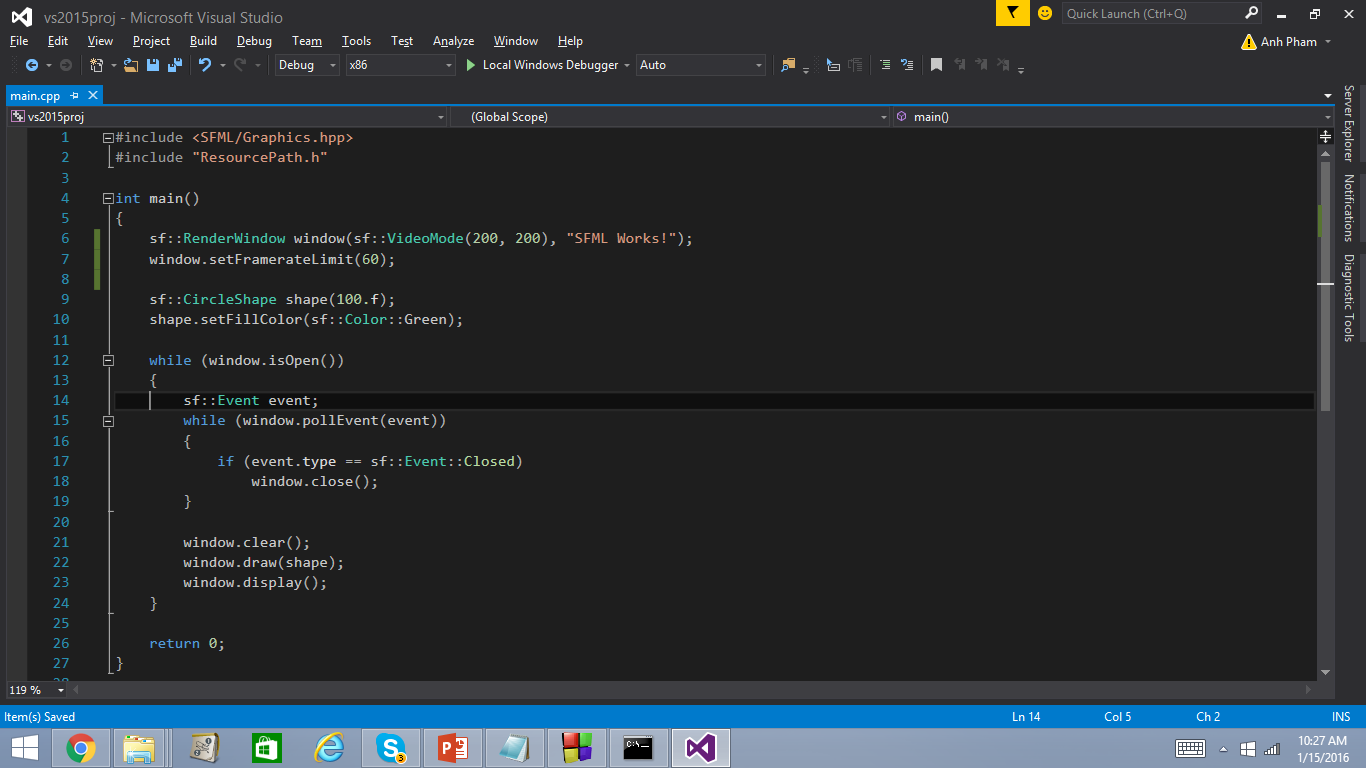 vs2015proj - Microsoft Visual Studio
Quick Launch (Ctrl+Q)
File Edit View Project Build Debug Team Tools Test Analyze Window Help
Anh Pham
Debug x86 Local Windows Debugger Auto
main.cpp
vs2015proj (Global Scope) main()
1 #include <SFML/Graphics.hpp>
2 #include "ResourcePath.h"
3
4 int main()
5 {
6 sf::RenderWindow window(sf::VideoMode(200, 200), "SFML Works!");
7 window.setFramerateLimit(60);
8
9 sf::CircleShape shape(100.f);
10 shape.setFillColor(sf::Color::Green);
11
12 while (window.isOpen())
13 {
14 sf::Event event;
15 while (window.pollEvent(event))
16 {
17 if (event.type == sf::Event::Closed)
18 window.close();
19 }
20
21 window.clear();
22 window.draw(shape);
23 window.display();
24 }
25
26 return 0;
27 }
28
Server Explorer
Notifications
Diagnostic Tools
119 %
Item(s) Saved Ln 14 Col 5 Ch 2 INS
3
10:27 AM
1/15/2016